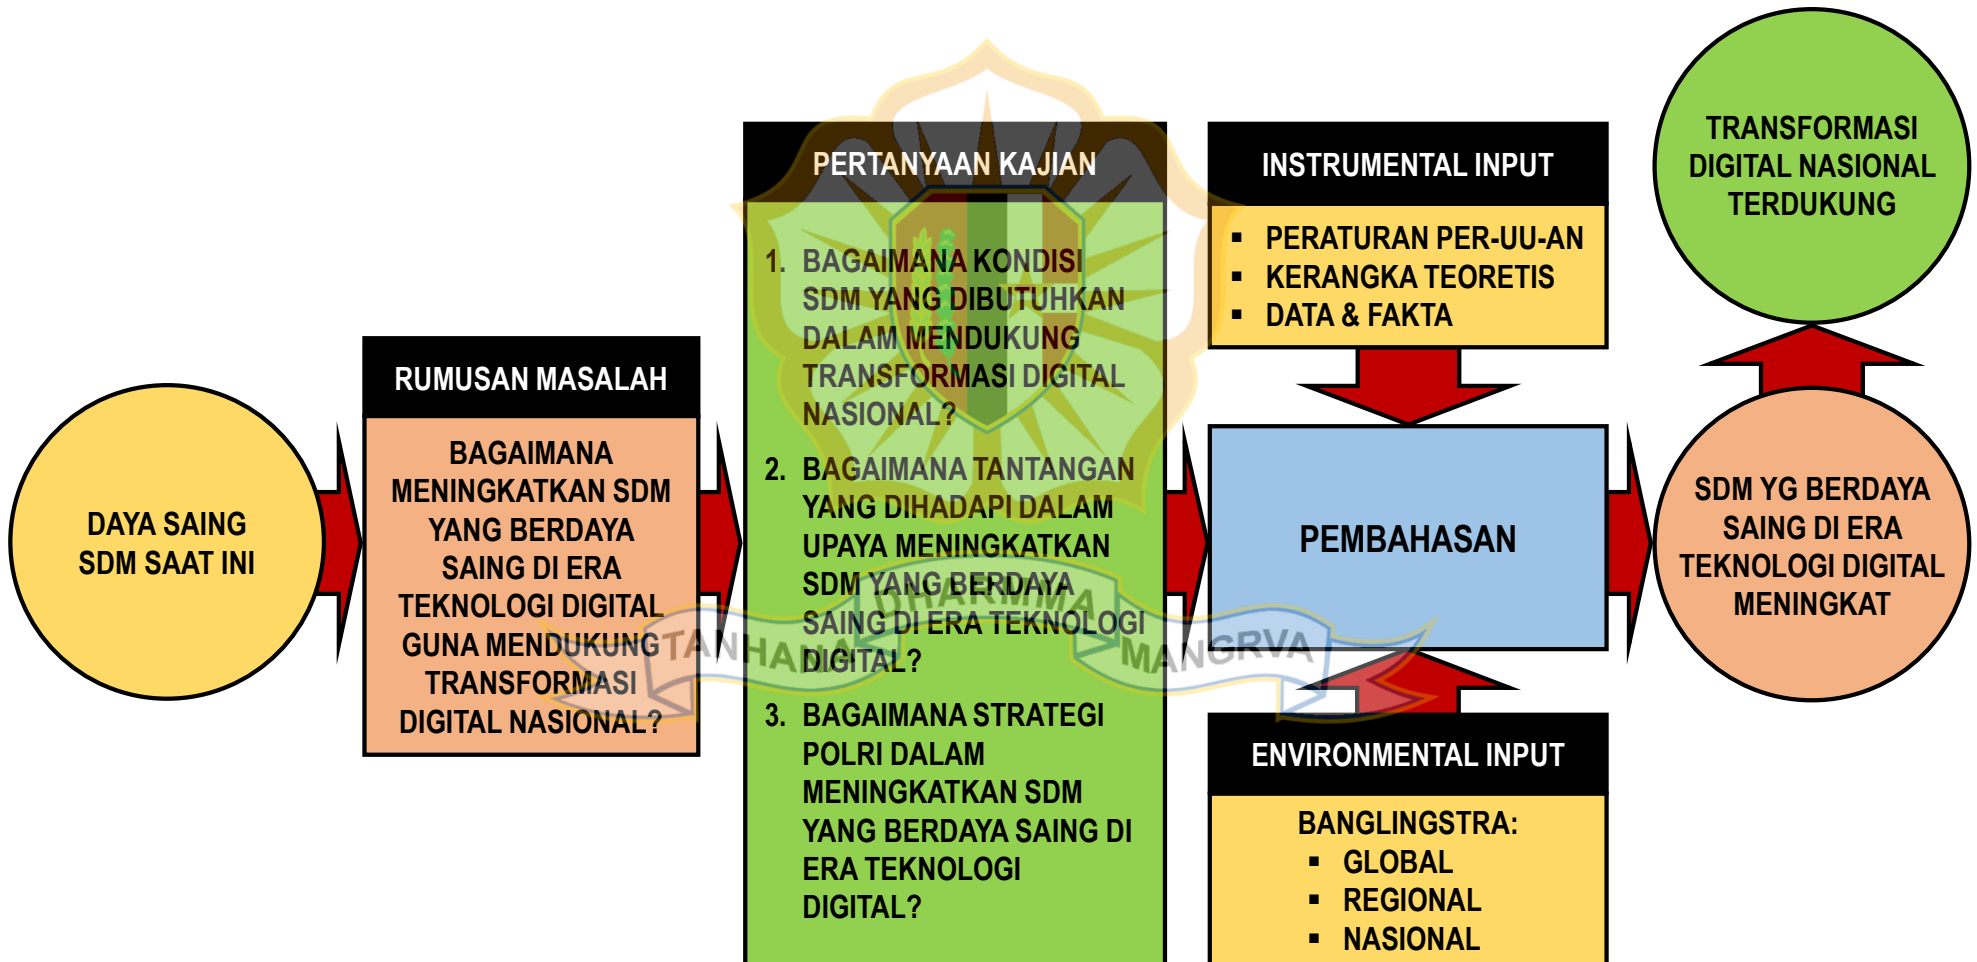 DAYA SAING
SDM SAAT INI
RUMUSAN MASALAH
BAGAIMANA
MENINGKATKAN SDM
YANG BERDAYA
SAING DI ERA
TEKNOLOGI DIGITAL
GUNA MENDUKUNG
TRANSFORMASI
DIGITAL NASIONAL?
PERTANYAAN KAJIAN
1. BAGAIMANA KONDISI
SDM YANG DIBUTUHKAN
DALAM MENDUKUNG
TRANSFORMASI DIGITAL
NASIONAL?
2. BAGAIMANA TANTANGAN
YANG DIHADAPI DALAM
UPAYA MENINGKATKAN
SDM YANG BERDAYA
SAING DI ERA TEKNOLOGI
DIGITAL?
3. BAGAIMANA STRATEGI
POLRI DALAM
MENINGKATKAN SDM
YANG BERDAYA SAING DI
ERA TEKNOLOGI
DIGITAL?
INSTRUMENTAL INPUT
▪ PERATURAN PER-UU-AN
▪ KERANGKA TEORETIS
▪ DATA & FAKTA
PEMBAHASAN
ENVIRONMENTAL INPUT
BANGLINGSTRA:
▪ GLOBAL
▪ REGIONAL
▪ NASIONAL
SDM YG BERDAYA
SAING DI ERA
TEKNOLOGI DIGITAL
MENINGKAT
TRANSFORMASI
DIGITAL NASIONAL
TERDUKUNG
TANHANA DHARMMA MANGRVA